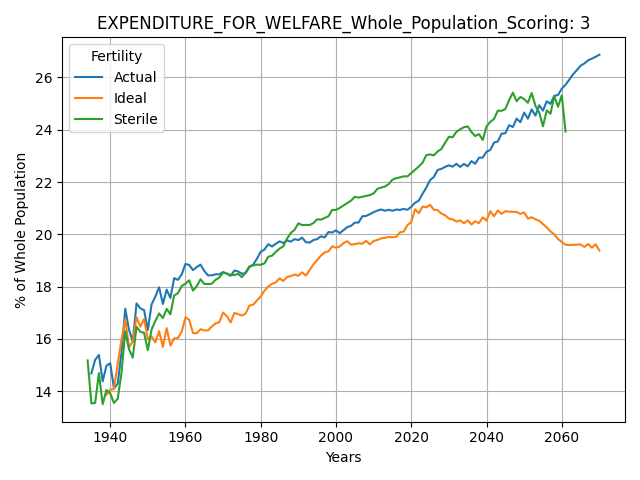 EXPENDITURE_FOR_WELFARE_Whole_Population_Scoring: 3
Fertility
Actual
Ideal
Sterile
% of Whole Population
26
24
22
20
18
16
14
1940 1960 1980 2000 2020 2040 2060
Years